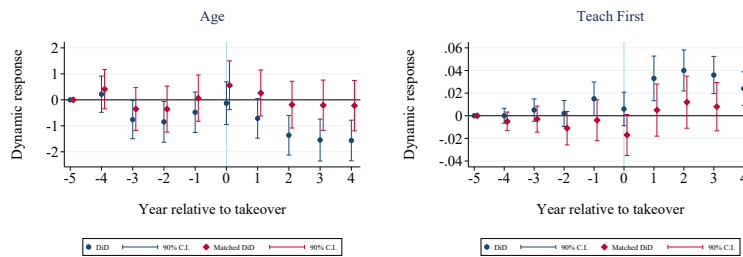 Age
Dynamic response
2
1
0
-1
-2
-5 -4 -3 -2 -1 0 1 2 3 4
Year relative to takeover
DiD 90% C.I. Matched DiD 90% C.I.
Teach First
Dynamic response
.06
.04
.02
0
-.02
-.04
-5 -4 -3 -2 -1 0 1 2 3 4
Year relative to takeover
DiD 90% C.I. Matched DiD 90% C.I.